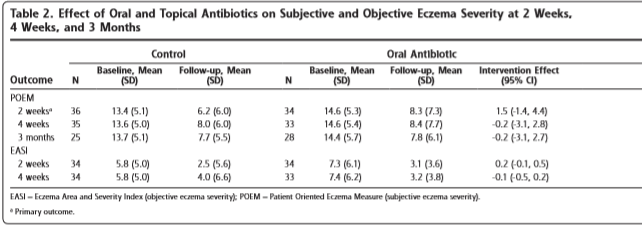 Table 2. Effect of Oral and Topical Antibiotics on Subjective and Objective Eczema Severity at 2 Weeks,
4 Weeks, and 3 Months
Control Oral Antibiotic
Outcome N Baseline, Mean (SD) Follow-up, Mean (SD) N Baseline, Mean (SD) Follow-up, Mean (SD) Intervention Effect (95% CI)
POEM
2 weeksᵃ 36 13.4 (5.1) 6.2 (6.0) 34 14.6 (5.3) 8.3 (7.3) 1.5 (-1.4, 4.4)
4 weeks 35 13.6 (5.0) 8.0 (6.0) 33 14.6 (5.4) 8.4 (7.7) -0.2 (-3.1, 2.8)
3 months 25 13.7 (5.1) 7.7 (5.5) 28 14.4 (5.7) 7.8 (6.1) -0.2 (-3.1, 2.7)
EASI
2 weeks 34 5.8 (5.0) 2.5 (5.6) 34 7.3 (6.1) 3.1 (3.6) 0.2 (-0.1, 0.5)
4 weeks 34 5.8 (5.0) 4.0 (6.6) 33 7.4 (6.2) 3.2 (3.8) -0.1 (-0.5, 0.2)
EASI = Eczema Area and Severity Index (objective eczema severity); POEM = Patient Oriented Eczema Measure (subjective eczema severity).
ᵃ Primary outcome.